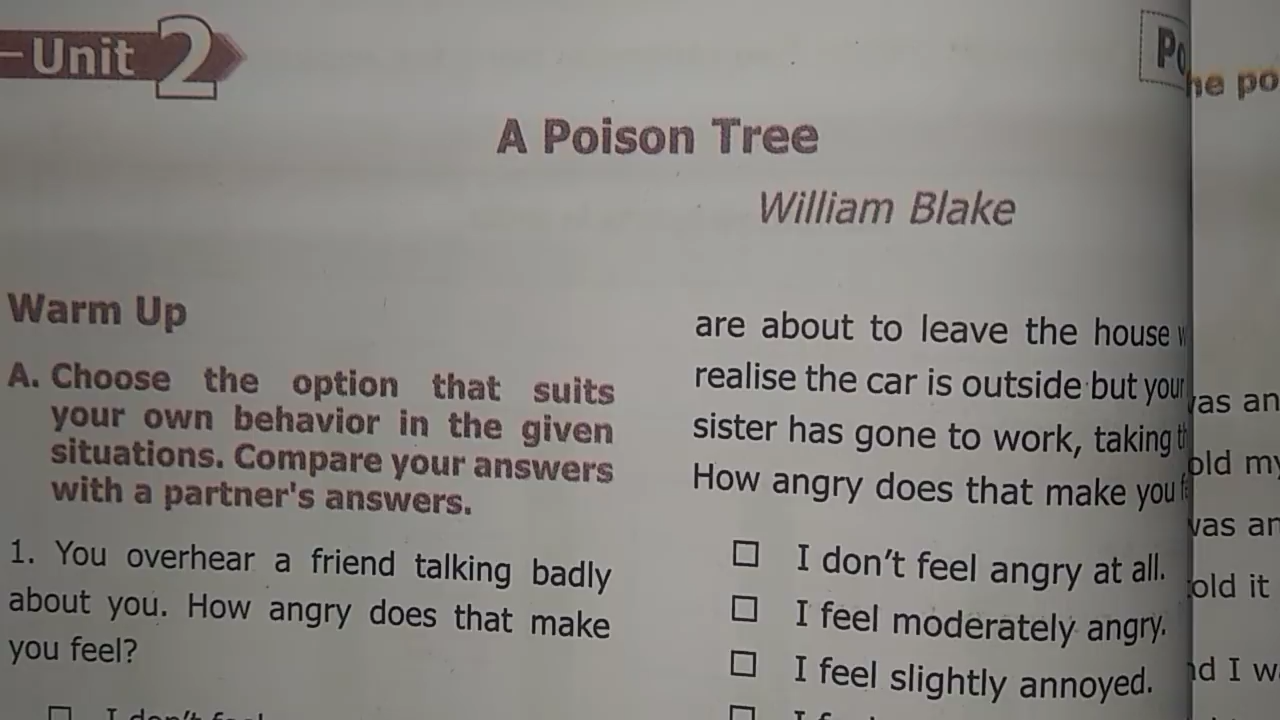 Unit 2
A Poison Tree
William Blake
Warm Up
A. Choose the option that suits
your own behavior in the given
situations. Compare your answers
with a partner's answers.
1. You overhear a friend talking badly
about you. How angry does that make
you feel?
I don't feel
are about to leave the house
realise the car is outside but your
sister has gone to work, taking
How angry does that make you
I don't feel angry at all.
I feel moderately angry.
I feel slightly annoyed.
I